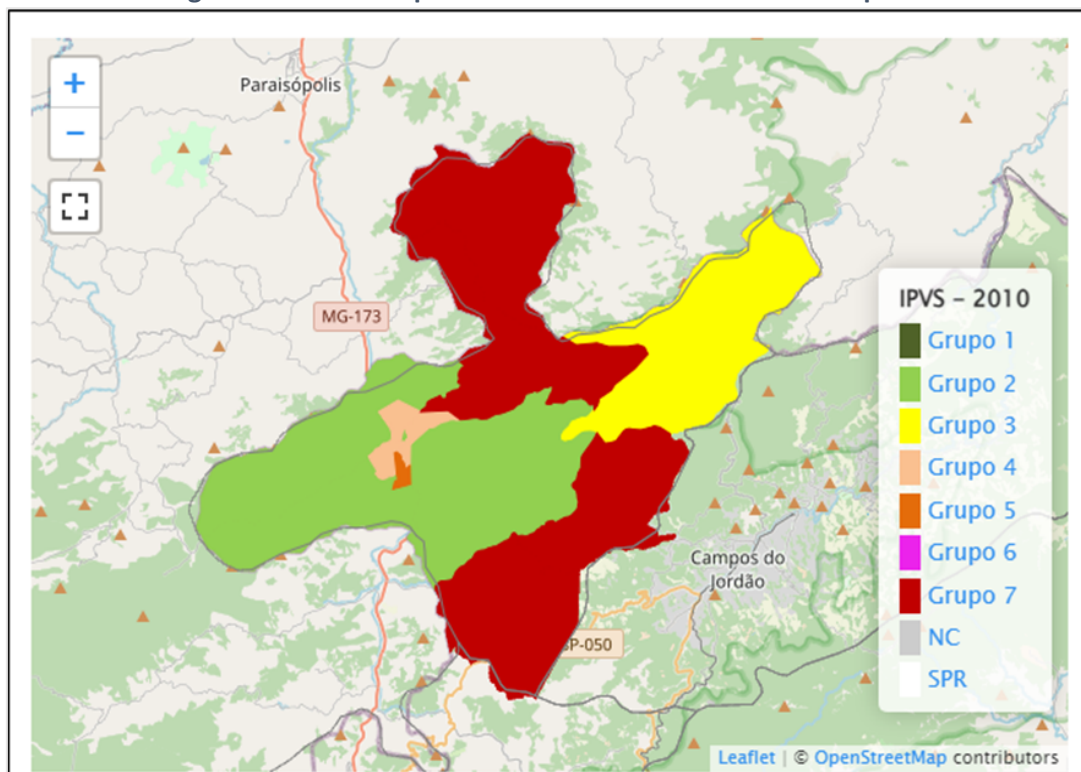 +
Paraisópolis
−
MG-173
IPVS – 2010
Grupo 1
Grupo 2
Grupo 3
Grupo 4
Grupo 5
Grupo 6
Grupo 7
NC
SPR
Campos do
Jordão
P-050
Leaflet | © OpenStreetMap contributors